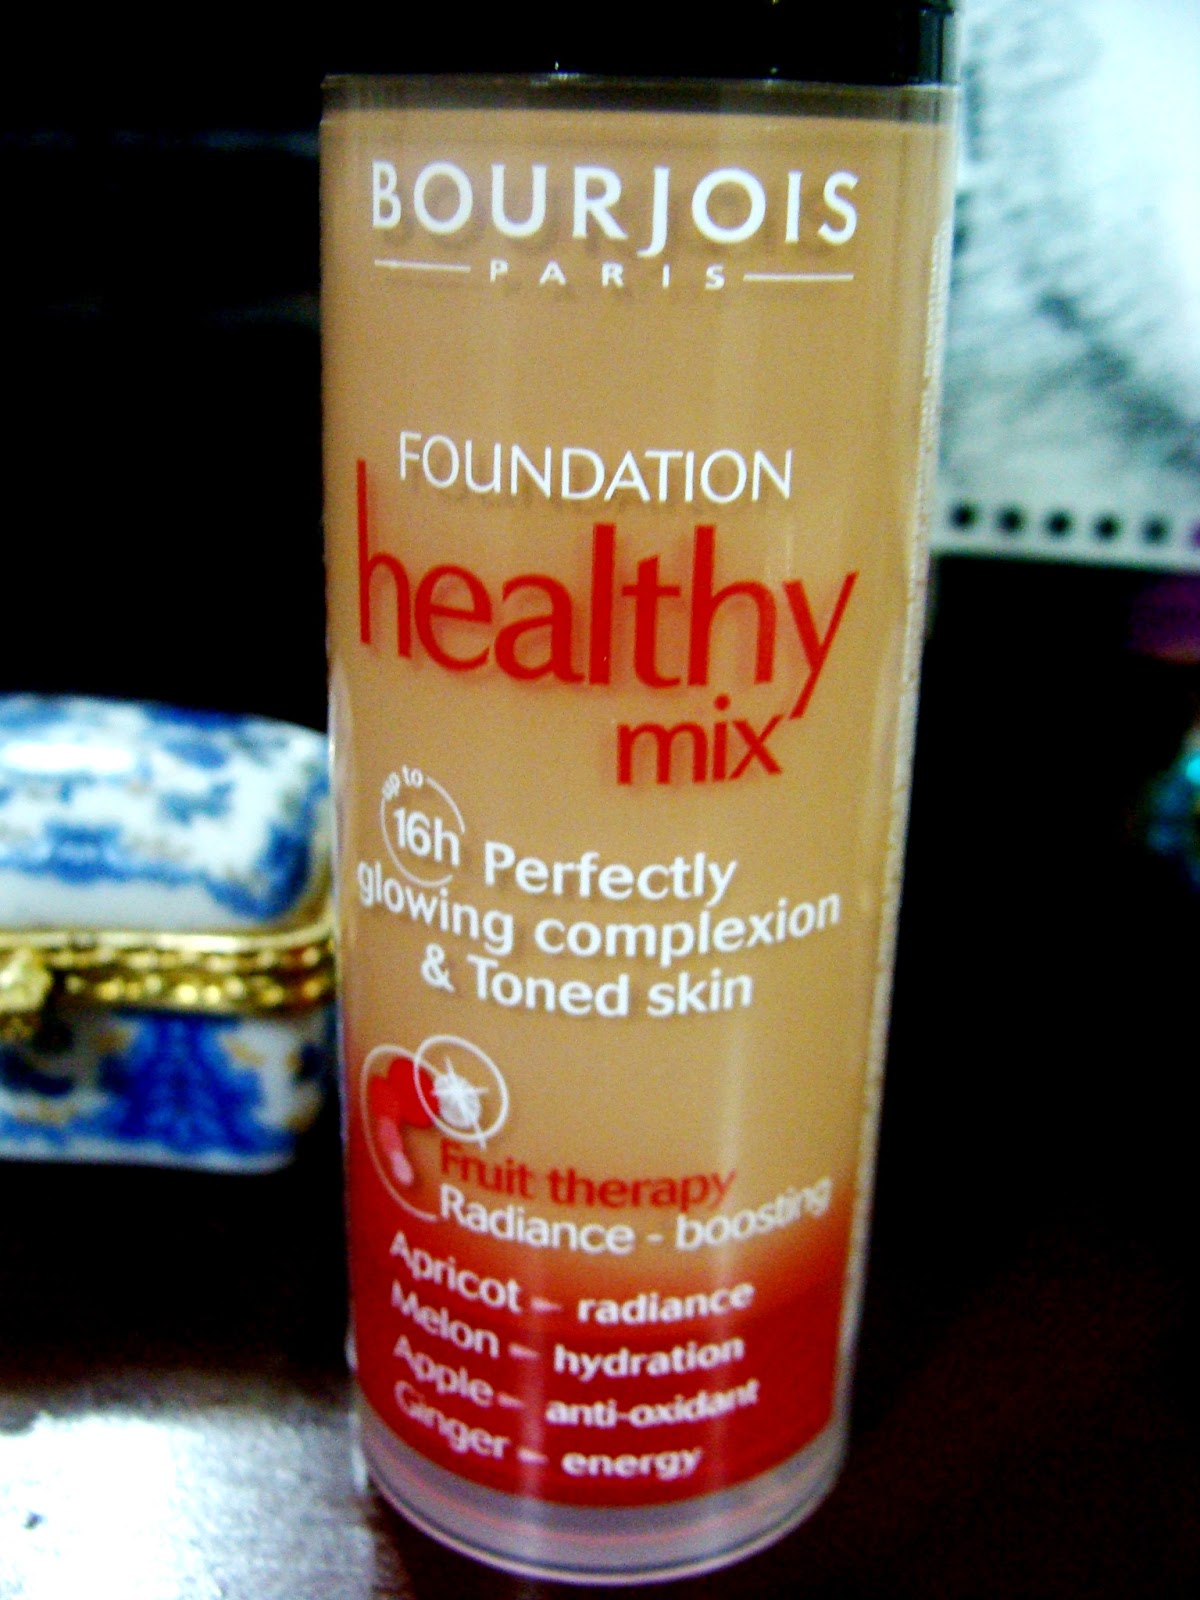 BOURJOIS
PARIS
FOUNDATION
healthy
mix
up to
16h Perfectly
glowing complexion
& Toned skin
Fruit therapy
Radiance - boosting
Apricot - radiance
Melon - hydration
Apple - anti-oxidant
Ginger - energy